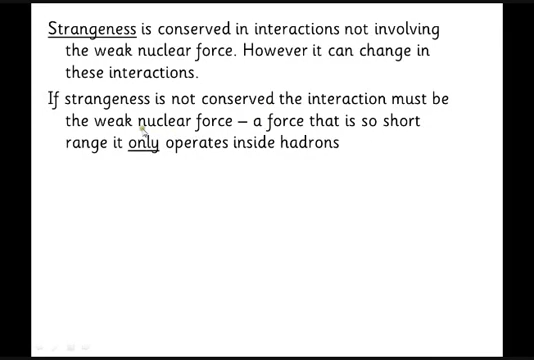 Strangeness is conserved in interactions not involving
the weak nuclear force. However it can change in
these interactions.
If strangeness is not conserved the interaction must be
the weak nuclear force – a force that is so short
range it only operates inside hadrons